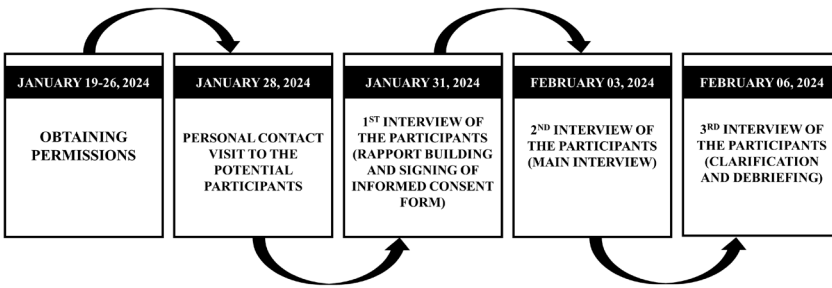 JANUARY 19-26, 2024
OBTAINING
PERMISSIONS
JANUARY 28, 2024
PERSONAL CONTACT
VISIT TO THE
POTENTIAL
PARTICIPANTS
JANUARY 31, 2024
1ST INTERVIEW OF
THE PARTICIPANTS
(RAPPORT BUILDING
AND SIGNING OF
INFORMED CONSENT
FORM)
FEBRUARY 03, 2024
2ND INTERVIEW OF
THE PARTICIPANTS
(MAIN INTERVIEW)
FEBRUARY 06, 2024
3RD INTERVIEW OF
THE PARTICIPANTS
(CLARIFICATION
AND DEBRIEFING)